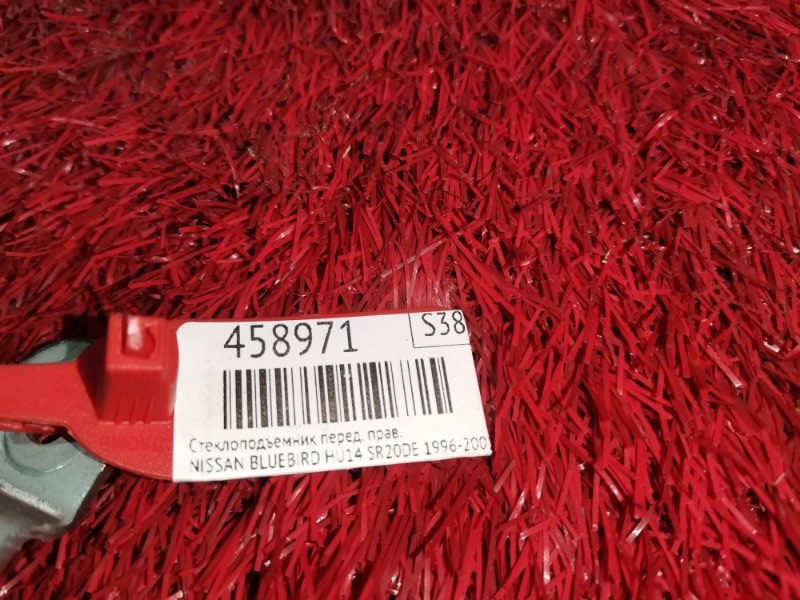 458971 S38
Стеклоподъемник перед. прав.
NISSAN BLUEBIRD HU14 SR20DE 1996-200